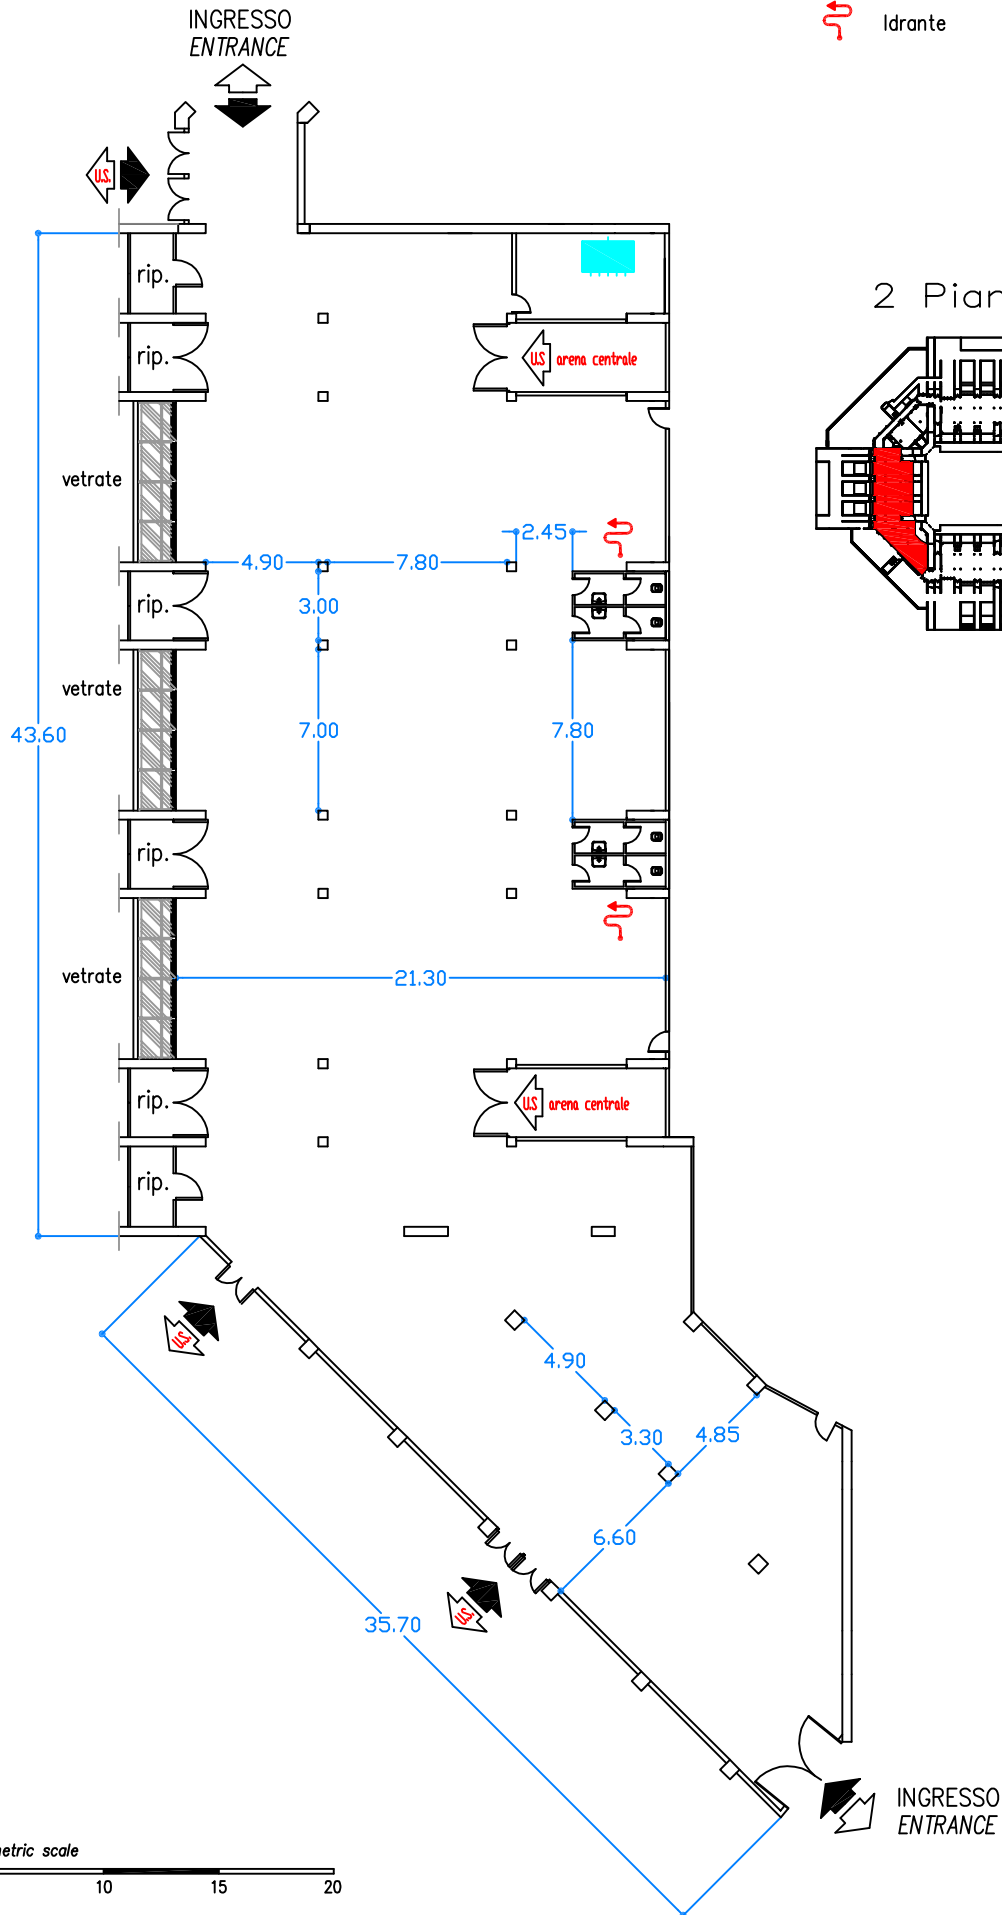 INGRESSO
ENTRANCE
Idrante
U.S.
rip.
2 Pian
rip.
U.S arena centrale
vetrate
2.45
4.90
7.80
3.00
rip.
vetrate
43.60
7.00
7.80
rip.
vetrate
21.30
rip.
U.S arena centrale
rip.
U.S.
4.90
3.30
4.85
6.60
U.S.
35.70
INGRESSO
ENTRANCE
etric scale
10
15
20